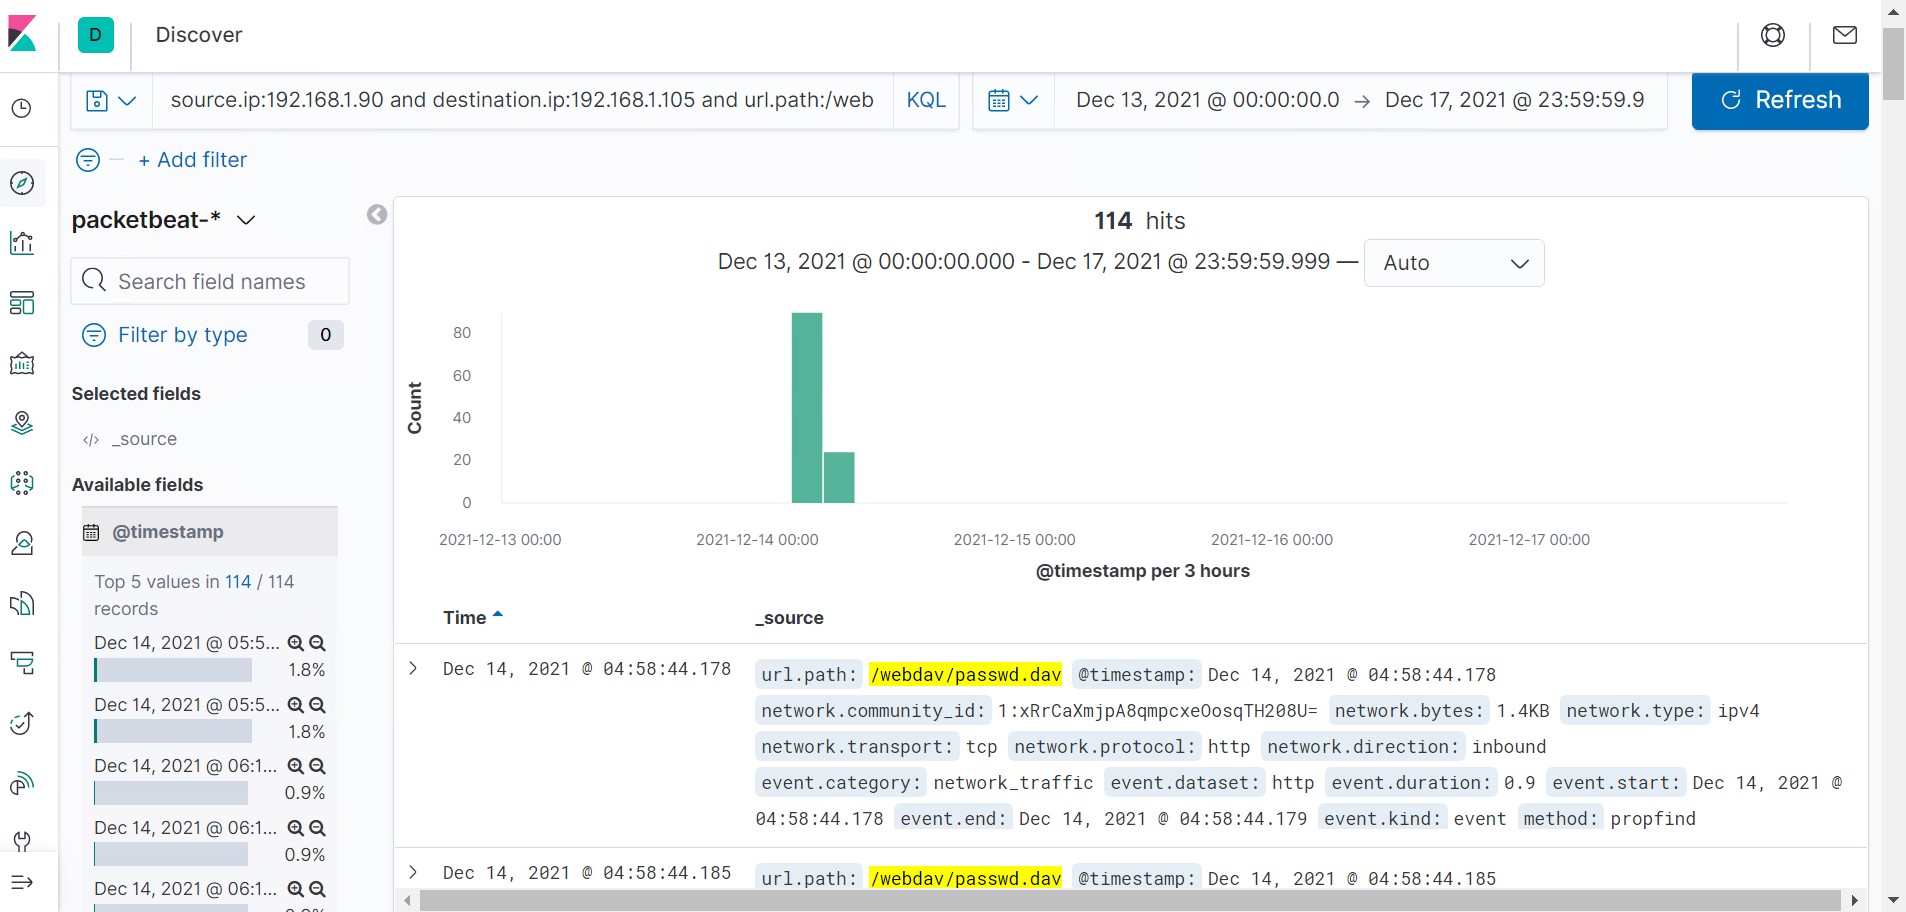 D Discover
source.ip:192.168.1.90 and destination.ip:192.168.1.105 and url.path:/web KQL Dec 13, 2021 @ 00:00:00.0 → Dec 17, 2021 @ 23:59:59.9 Refresh
+ Add filter
packetbeat-*
Search field names
Filter by type 0
Selected fields
</> _source
Available fields
@timestamp
Top 5 values in 114 / 114
records
Dec 14, 2021 @ 05:5...
1.8%
Dec 14, 2021 @ 05:5...
1.8%
Dec 14, 2021 @ 06:1...
0.9%
Dec 14, 2021 @ 06:1...
0.9%
Dec 14, 2021 @ 06:1...
114 hits
Dec 13, 2021 @ 00:00:00.000 - Dec 17, 2021 @ 23:59:59.999 — Auto
Count
80
60
40
20
0
2021-12-13 00:00 2021-12-14 00:00 2021-12-15 00:00 2021-12-16 00:00 2021-12-17 00:00
@timestamp per 3 hours
Time _source
Dec 14, 2021 @ 04:58:44.178 url.path: /webdav/passwd.dav @timestamp: Dec 14, 2021 @ 04:58:44.178
network.community_id: 1:xRrCaXmjpA8qmpcxeOosqTH208U= network.bytes: 1.4KB network.type: ipv4
network.transport: tcp network.protocol: http network.direction: inbound
event.category: network_traffic event.dataset: http event.duration: 0.9 event.start: Dec 14, 2021 @
04:58:44.178 event.end: Dec 14, 2021 @ 04:58:44.179 event.kind: event method: propfind
Dec 14, 2021 @ 04:58:44.185 url.path: /webdav/passwd.dav @timestamp: Dec 14, 2021 @ 04:58:44.185